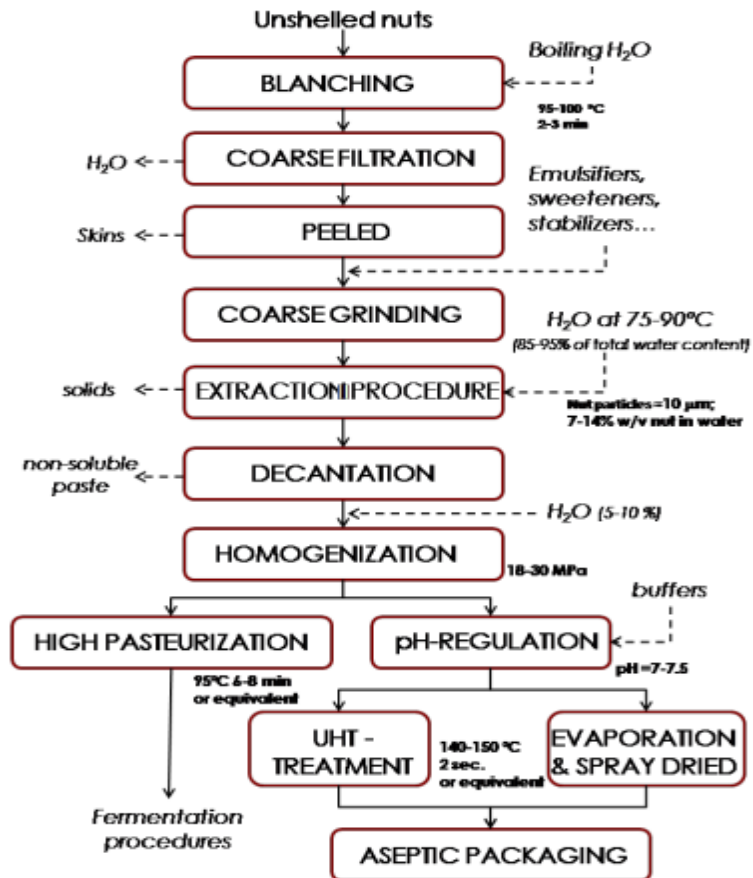 Unshelled nuts
Boiling H₂O
BLANCHING
95-100 ºC
2-3 min
H₂O
COARSE FILTRATION
Emulsifiers,
sweeteners,
stabilizers...
Skins
PEELED
COARSE GRINDING
H₂O at 75-90ºC
(85-95% of total water content)
solids
EXTRACTION PROCEDURE
Nut particles ≈10 μm;
7-14% w/v nut in water
non-soluble
paste
DECANTATION
H₂O (5-10 %)
HOMOGENIZATION
18-30 MPa
buffers
HIGH PASTEURIZATION
pH-REGULATION
95ºC 6-8 min
or equivalent
pH =7-7.5
UHT -
TREATMENT
140-150 ºC
2 sec.
or equivalent
EVAPORATION
& SPRAY DRIED
Fermentation
procedures
ASEPTIC PACKAGING